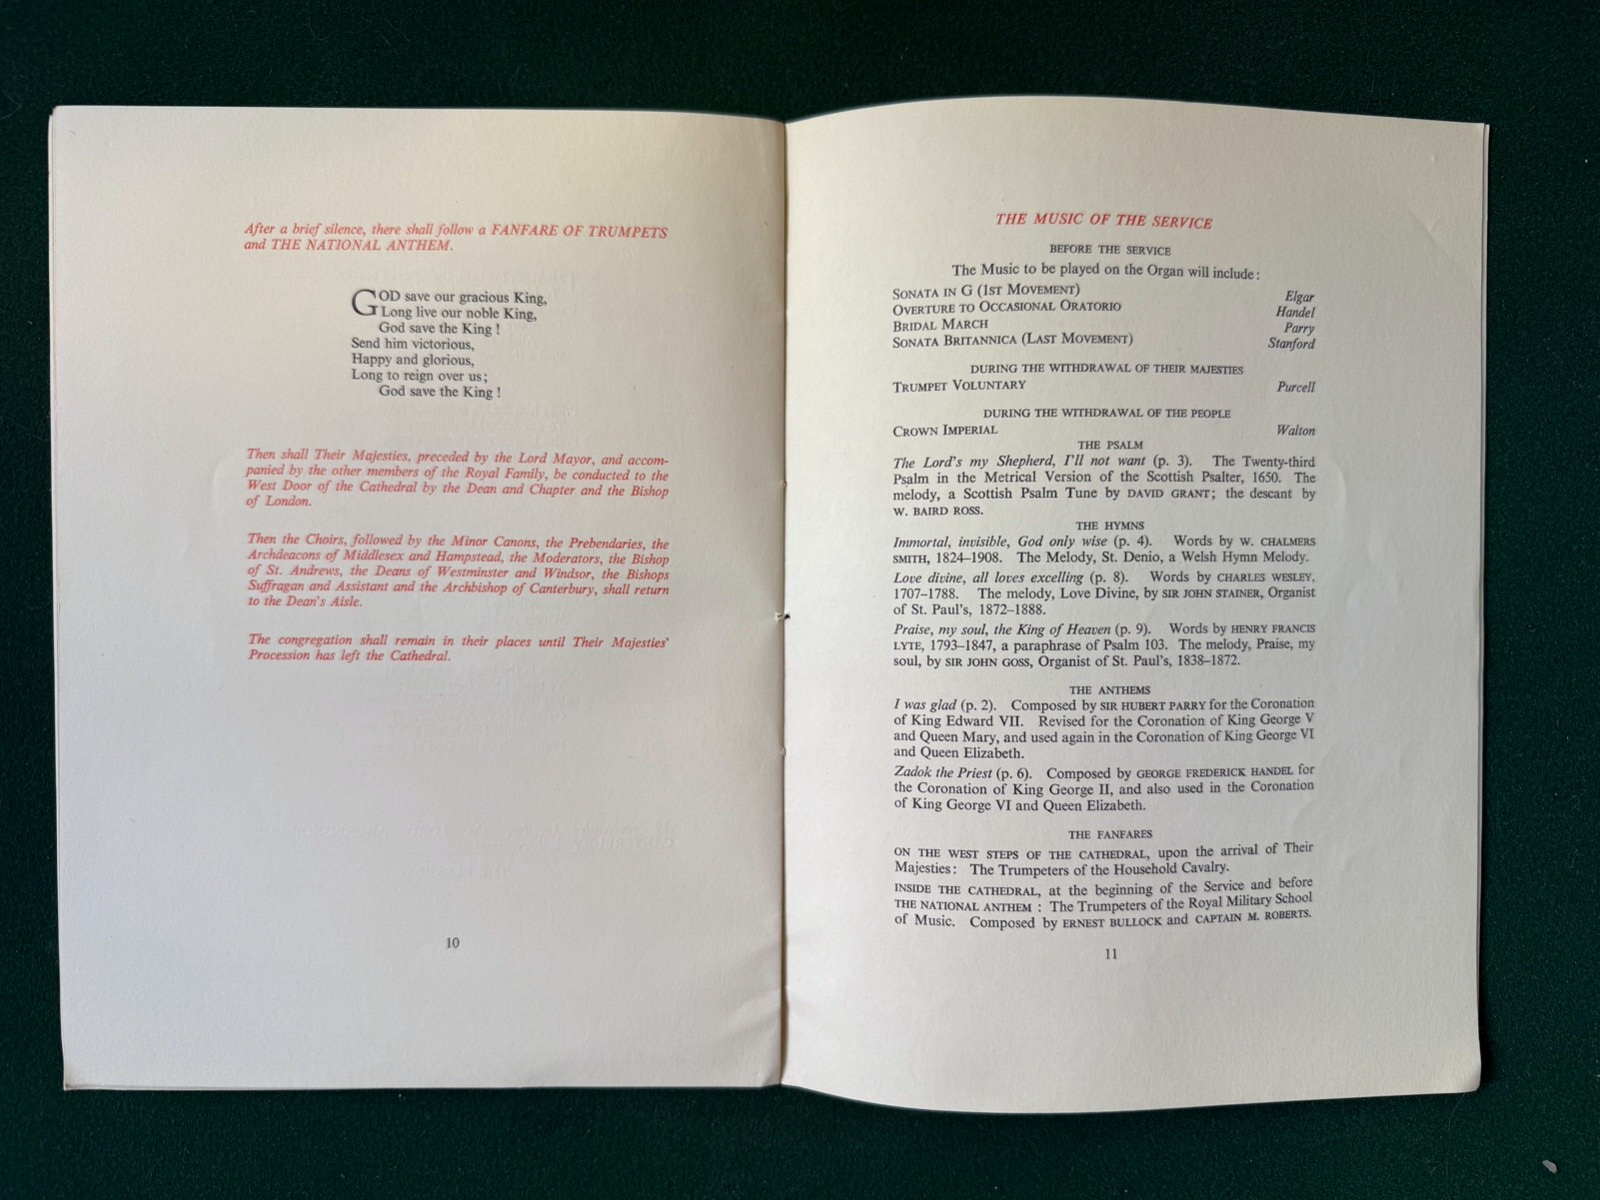 After a brief silence, there shall follow a FANFARE OF TRUMPETS
and THE NATIONAL ANTHEM.
GOD save our gracious King,
Long live our noble King,
God save the King !
Send him victorious,
Happy and glorious,
Long to reign over us ;
God save the King !
Then shall Their Majesties, preceded by the Lord Mayor, and accom-
panied by the other members of the Royal Family, be conducted to the
West Door of the Cathedral by the Dean and Chapter and the Bishop
of London.
Then the Choirs, followed by the Minor Canons, the Prebendaries, the
Archdeacons of Middlesex and Hampstead, the Moderators, the Bishop
of St. Andrews, the Deans of Westminster and Windsor, the Bishops
Suffragan and Assistant and the Archbishop of Canterbury, shall return
to the Dean's Aisle.
The congregation shall remain in their places until Their Majesties'
Procession has left the Cathedral.
10
THE MUSIC OF THE SERVICE
BEFORE THE SERVICE
The Music to be played on the Organ will include :
SONATA IN G (1ST MOVEMENT) Elgar
OVERTURE TO OCCASIONAL ORATORIO Handel
BRIDAL MARCH Parry
SONATA BRITANNICA (LAST MOVEMENT) Stanford
DURING THE WITHDRAWAL OF THEIR MAJESTIES
TRUMPET VOLUNTARY Purcell
DURING THE WITHDRAWAL OF THE PEOPLE
CROWN IMPERIAL Walton
THE PSALM
The Lord's my Shepherd, I'll not want (p. 3). The Twenty-third
Psalm in the Metrical Version of the Scottish Psalter, 1650. The
melody, a Scottish Psalm Tune by DAVID GRANT; the descant by
W. BAIRD ROSS.
THE HYMNS
Immortal, invisible, God only wise (p. 4). Words by W. CHALMERS
SMITH, 1824–1908. The Melody, St. Denio, a Welsh Hymn Melody.
Love divine, all loves excelling (p. 8). Words by CHARLES WESLEY,
1707–1788. The melody, Love Divine, by SIR JOHN STAINER, Organist
of St. Paul's, 1872–1888.
Praise, my soul, the King of Heaven (p. 9). Words by HENRY FRANCIS
LYTE, 1793–1847, a paraphrase of Psalm 103. The melody, Praise, my
soul, by SIR JOHN GOSS, Organist of St. Paul's, 1838–1872.
THE ANTHEMS
I was glad (p. 2). Composed by SIR HUBERT PARRY for the Coronation
of King Edward VII. Revised for the Coronation of King George V
and Queen Mary, and used again in the Coronation of King George VI
and Queen Elizabeth.
Zadok the Priest (p. 6). Composed by GEORGE FREDERICK HANDEL for
the Coronation of King George II, and also used in the Coronation
of King George VI and Queen Elizabeth.
THE FANFARES
ON THE WEST STEPS OF THE CATHEDRAL, upon the arrival of Their
Majesties : The Trumpeters of the Household Cavalry.
INSIDE THE CATHEDRAL, at the beginning of the Service and before
THE NATIONAL ANTHEM : The Trumpeters of the Royal Military School
of Music. Composed by ERNEST BULLOCK and CAPTAIN M. ROBERTS.
11